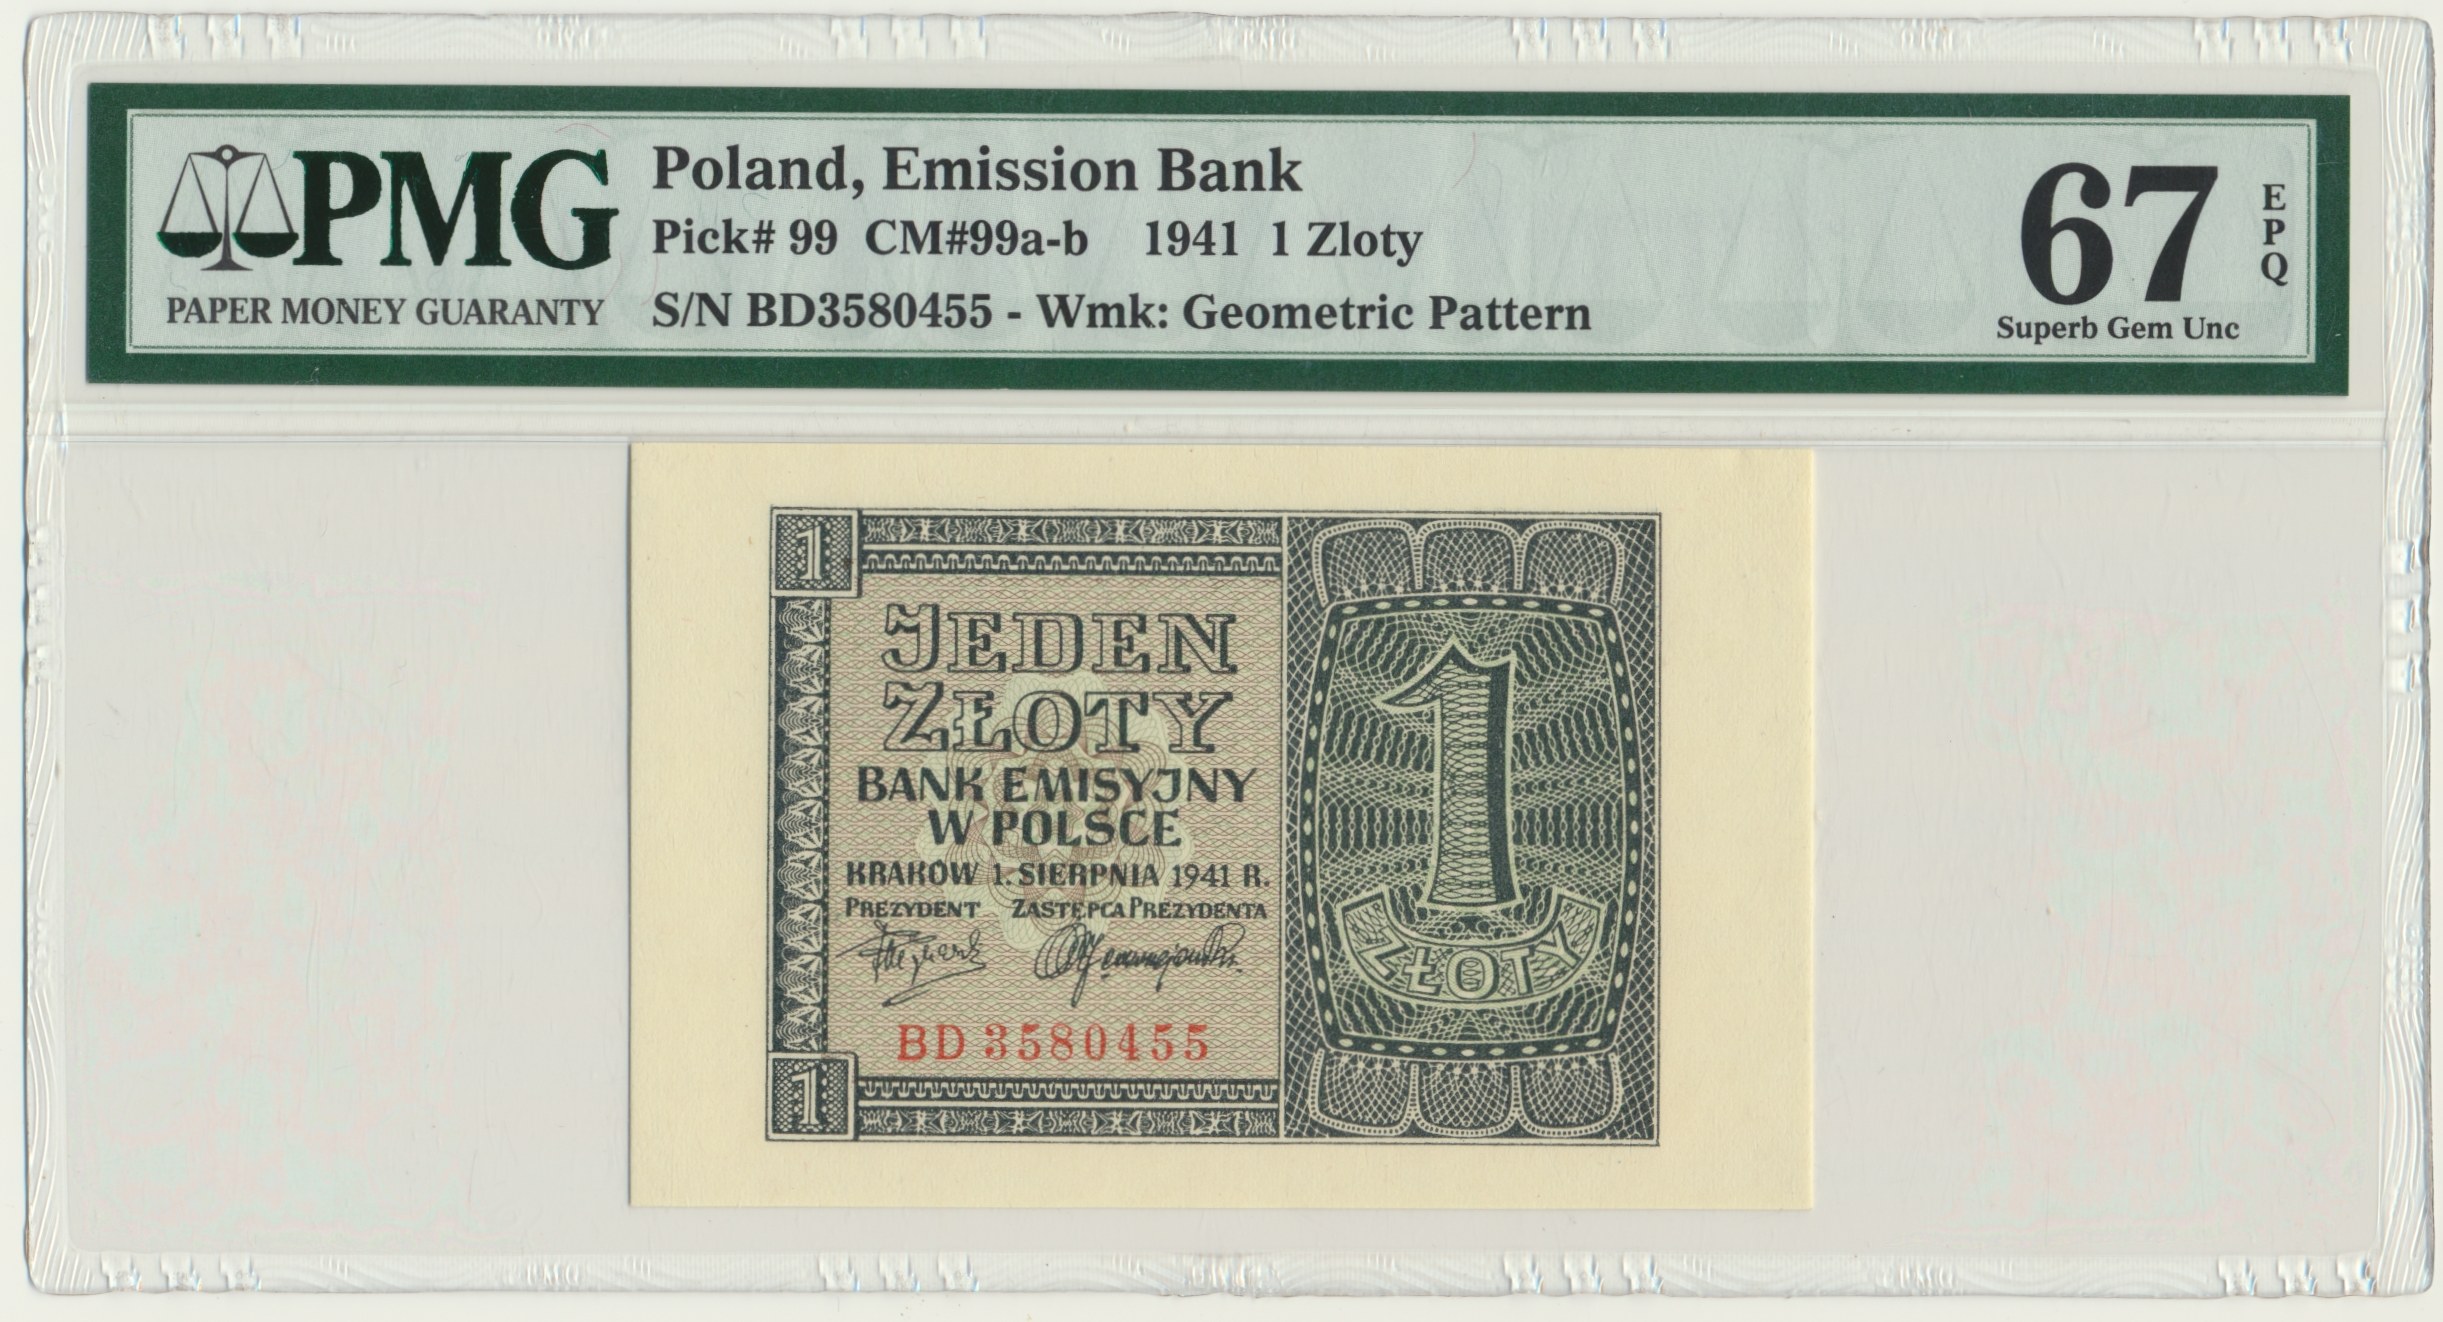 PMG
PAPER MONEY GUARANTY
Poland, Emission Bank
Pick# 99 CM#99a-b 1941 1 Zloty
S/N BD3580455 - Wmk: Geometric Pattern
67
EPQ
Superb Gem Unc
1
JEDEN
ZŁOTY
BANK EMISYJNY
W POLSCE
KRAKÓW 1. SIERPNIA 1941 R.
PREZYDENT ZASTĘPCA PREZYDENTA
BD 3580455
1
1
ZŁOTY